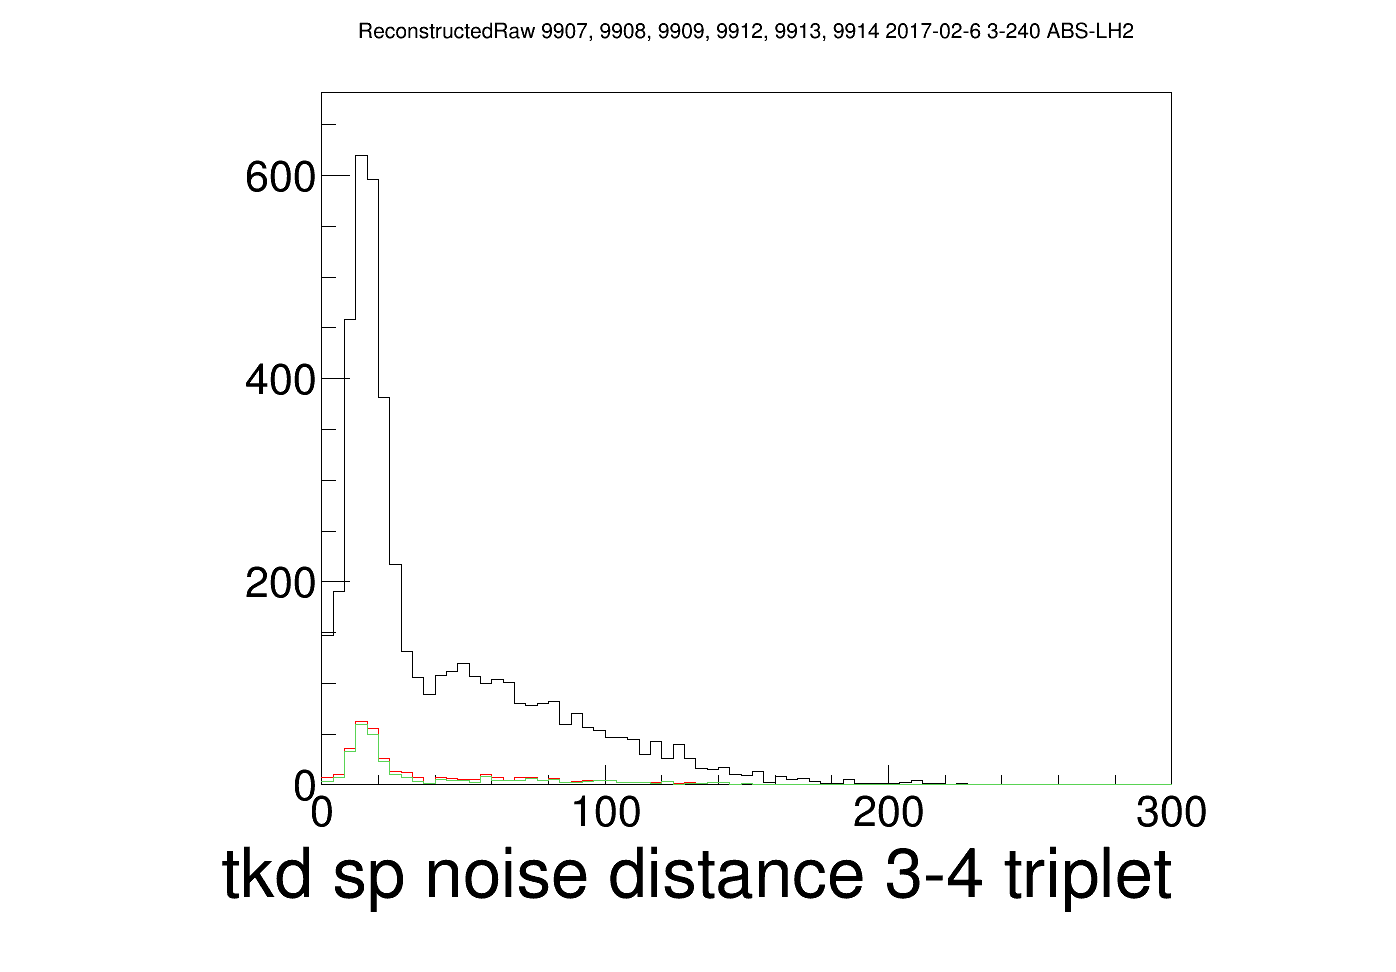 ReconstructedRaw 9907, 9908, 9909, 9912, 9913, 9914 2017-02-6 3-240 ABS-LH2
600
400
200
0
0 100 200 300
tkd sp noise distance 3-4 triplet